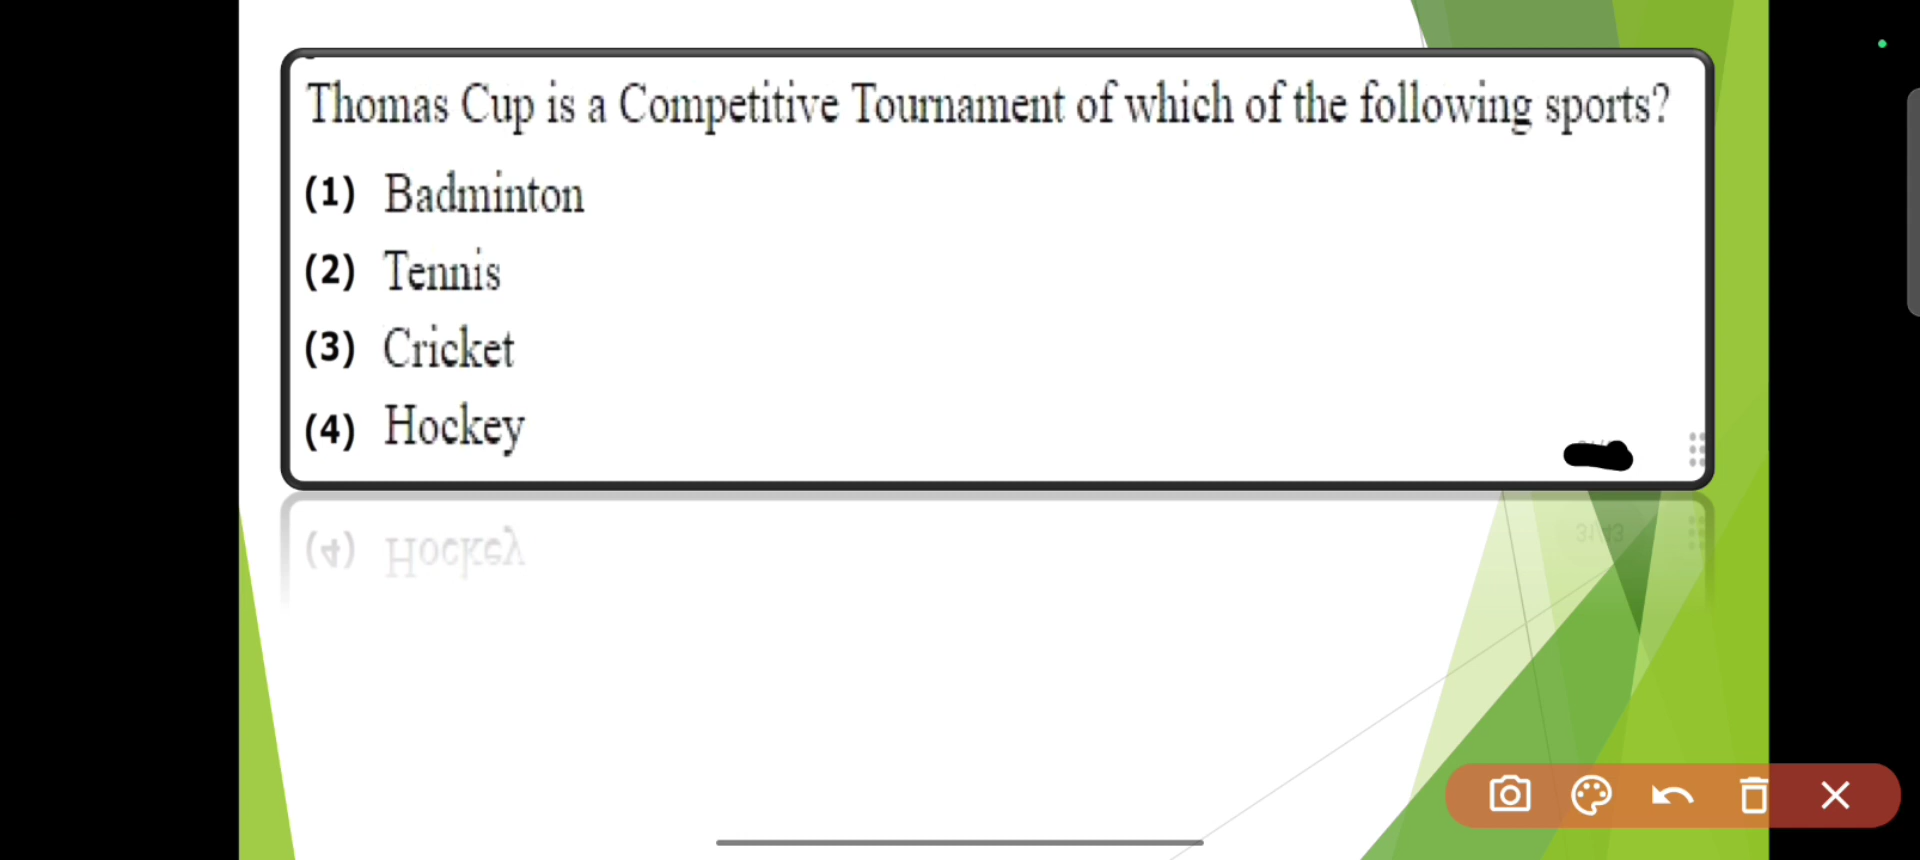 Thomas Cup is a Competitive Tournament of which of the following sports?
(1) Badminton
(2) Tennis
(3) Cricket
(4) Hockey